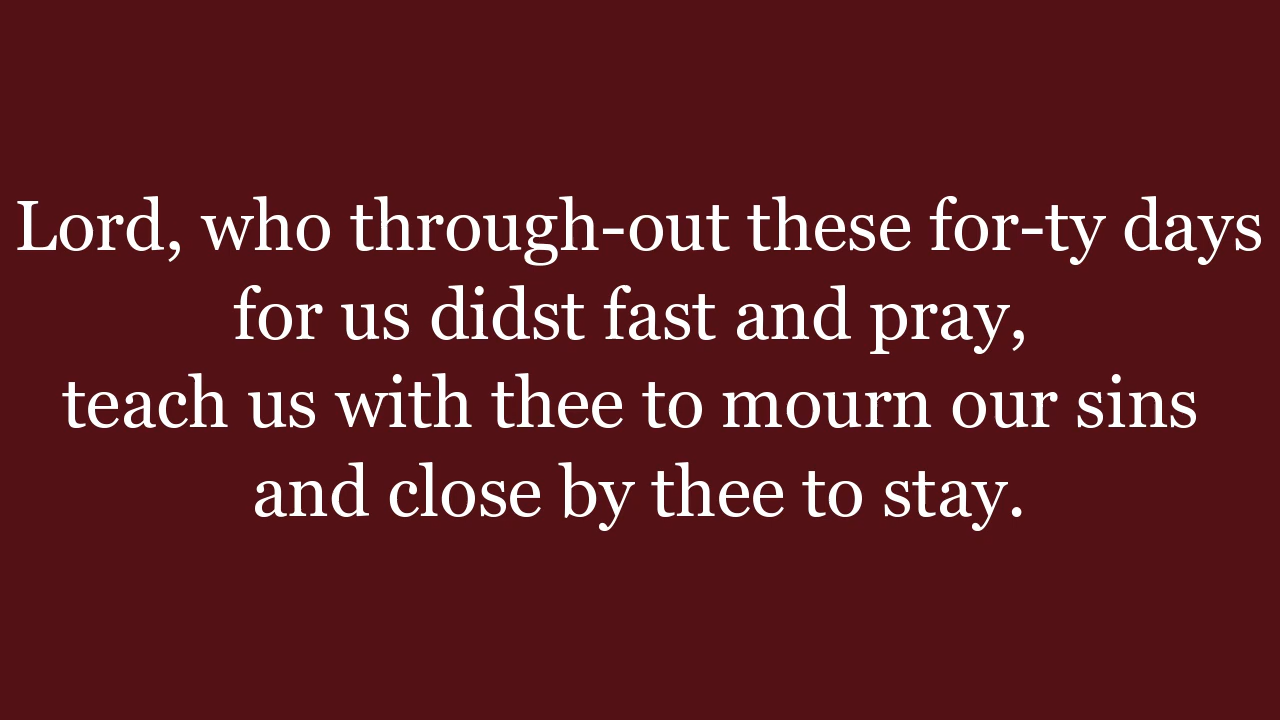 Lord, who through-out these for-ty days
for us didst fast and pray,
teach us with thee to mourn our sins
and close by thee to stay.